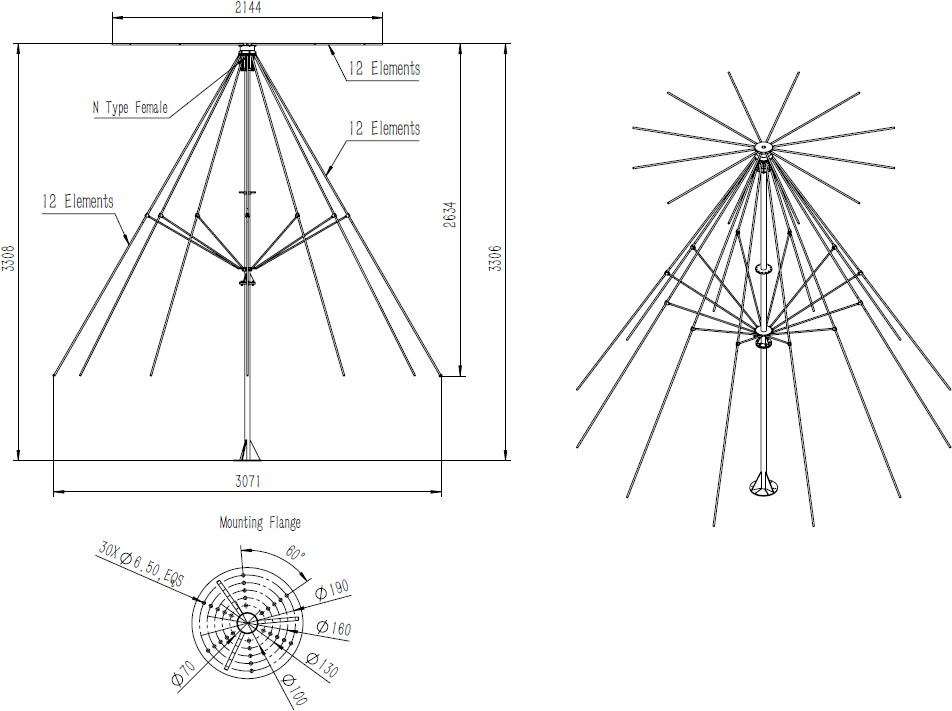 2144
12 Elements
N Type Female
12 Elements
12 Elements
3308
2634
3306
3071
Mounting Flange
60°
30XØ6.50,EQS
Ø190
Ø160
Ø130
Ø100
Ø70